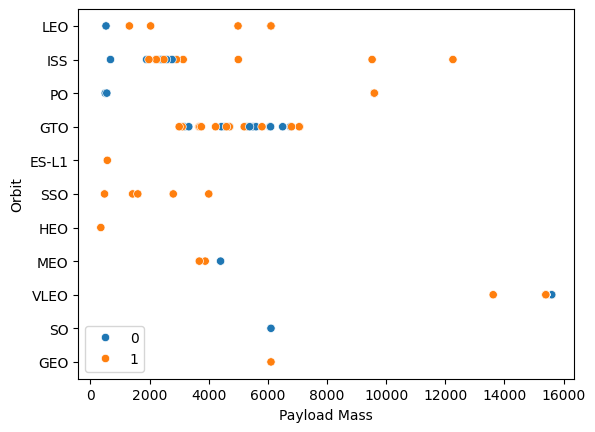 LEO
ISS
PO
GTO
ES-L1
SSO
HEO
MEO
VLEO
SO
GEO
Orbit
0
1
0 2000 4000 6000 8000 10000 12000 14000 16000
Payload Mass